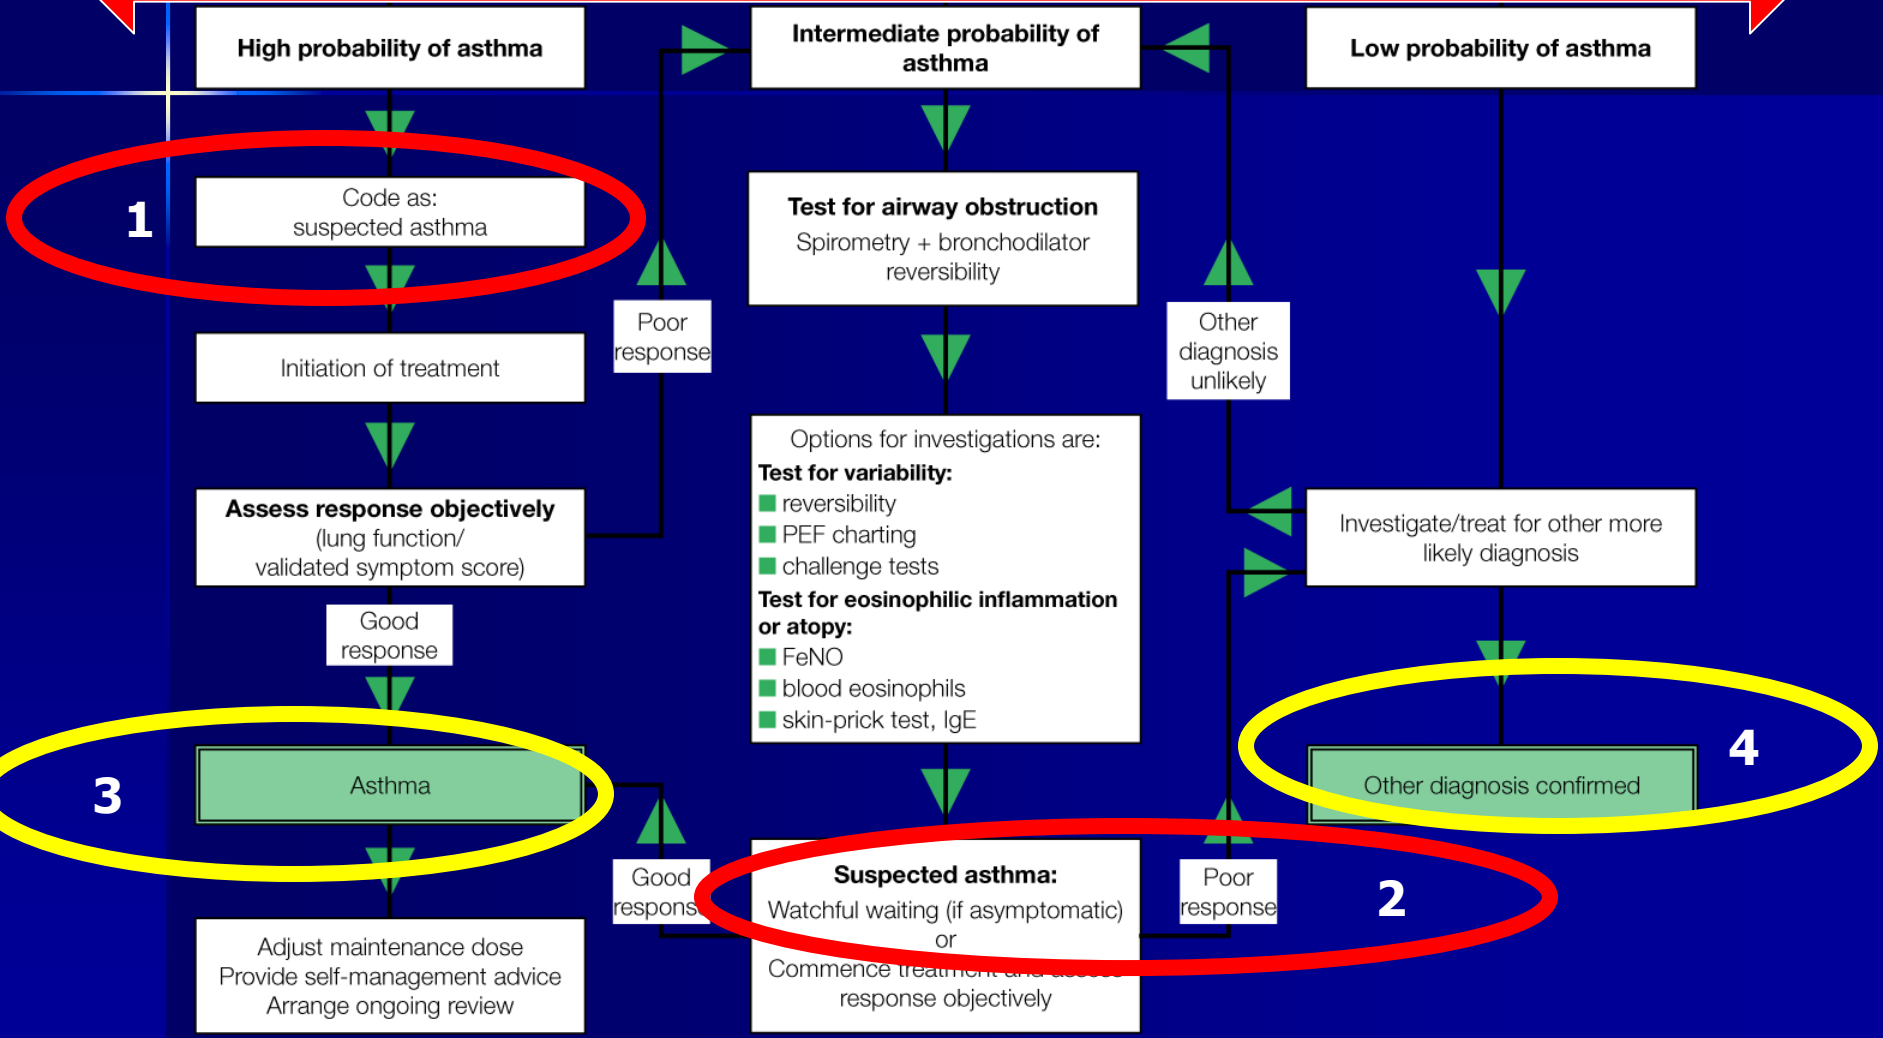 High probability of asthma
Intermediate probability of
asthma
Low probability of asthma
1
Code as:
suspected asthma
Initiation of treatment
Assess response objectively
(lung function/
validated symptom score)
Good
response
3
Asthma
Adjust maintenance dose
Provide self-management advice
Arrange ongoing review
Poor
response
Good
response
Test for airway obstruction
Spirometry + bronchodilator
reversibility
Options for investigations are:
Test for variability:
reversibility
PEF charting
challenge tests
Test for eosinophilic inflammation
or atopy:
FeNO
blood eosinophils
skin-prick test, IgE
Suspected asthma:
Watchful waiting (if asymptomatic)
or
Commence treatment and assess
response objectively
Other
diagnosis
unlikely
Poor
response
2
Investigate/treat for other more
likely diagnosis
4
Other diagnosis confirmed